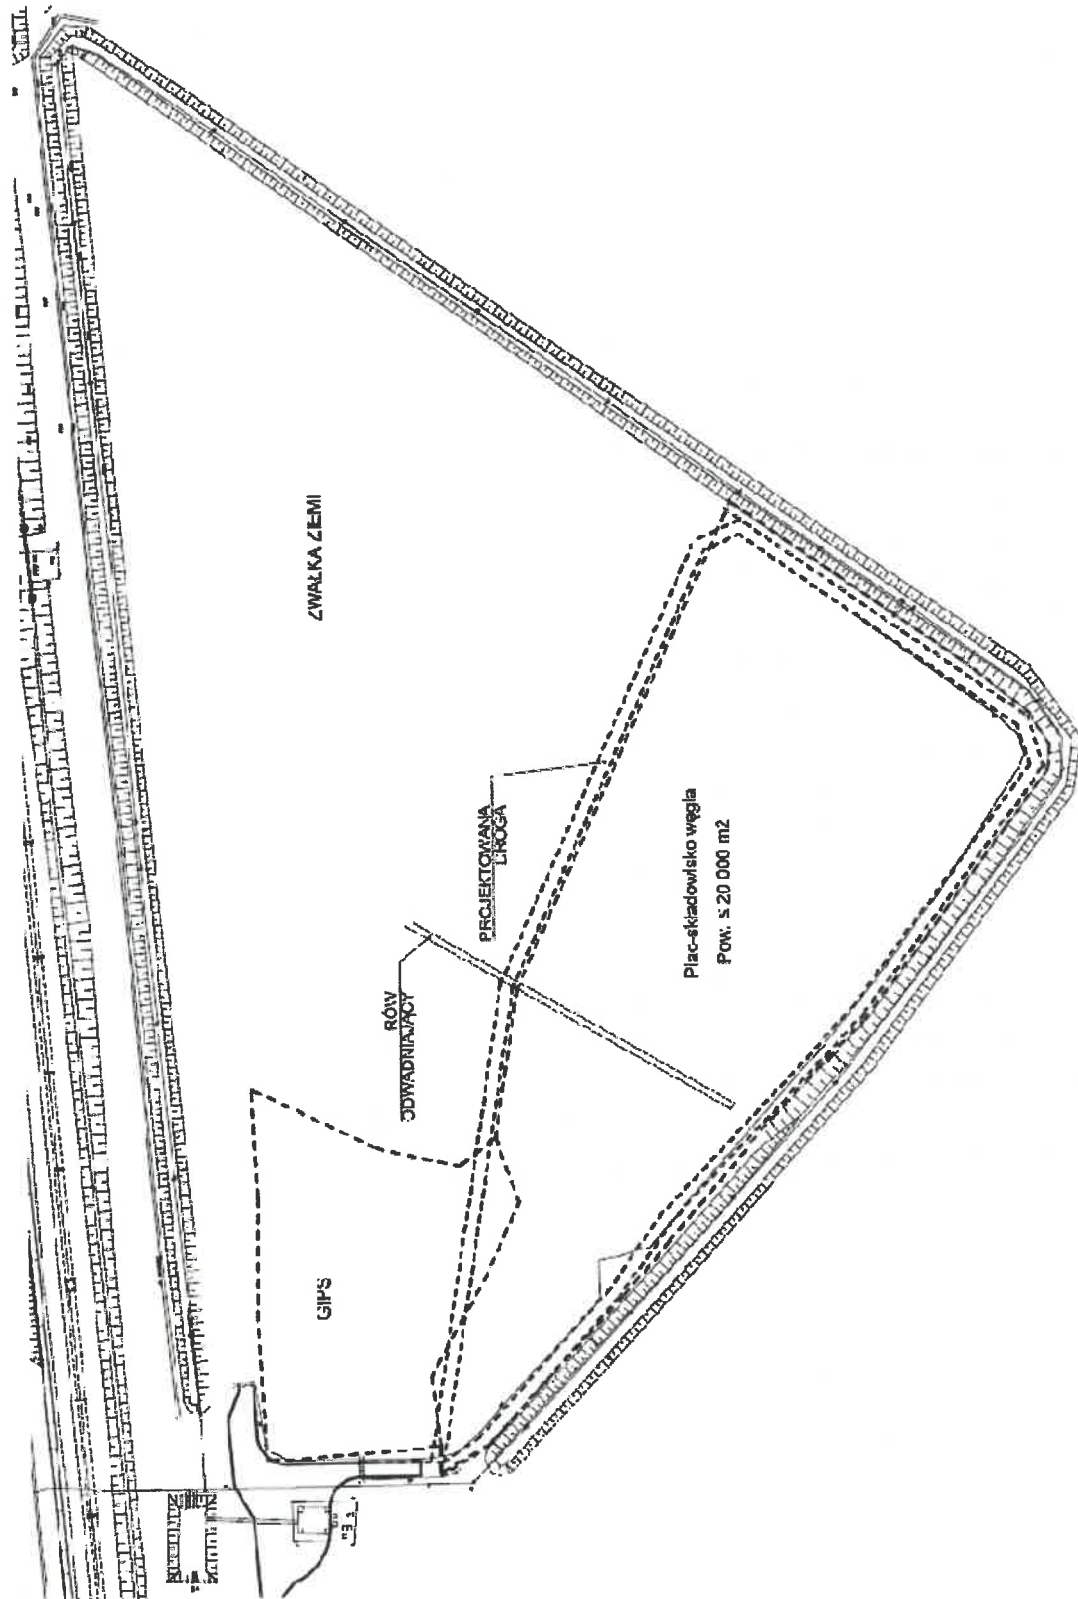 ZWAŁKA ZIEMI
PROJEKTOWANA
DROGA
RÓW
ODWADNIAJĄCY
Plac-składowisko węgla
Pow. ≤ 20 000 m2
GIPS